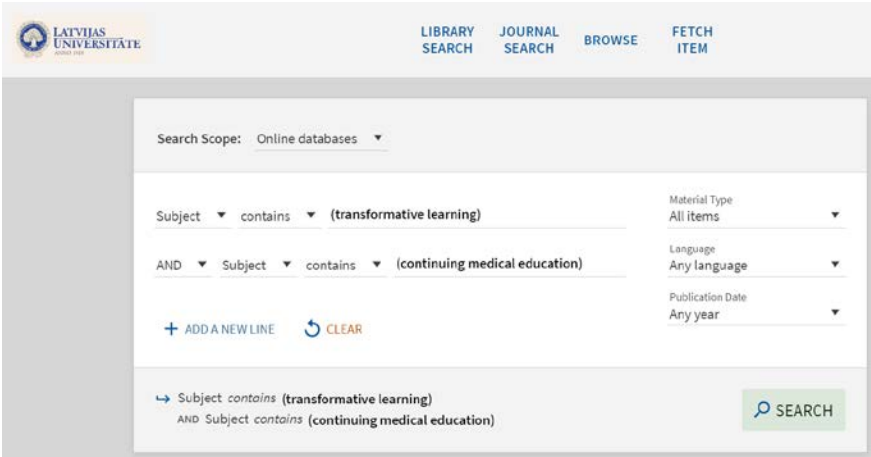 LATVIJAS
UNIVERSITĀTE
LIBRARY SEARCH
JOURNAL SEARCH
BROWSE
FETCH ITEM
Search Scope: Online databases
Subject contains (transformative learning)
AND Subject contains (continuing medical education)
Material Type
All items
Language
Any language
Publication Date
Any year
ADD A NEW LINE
CLEAR
Subject contains (transformative learning)
AND Subject contains (continuing medical education)
SEARCH